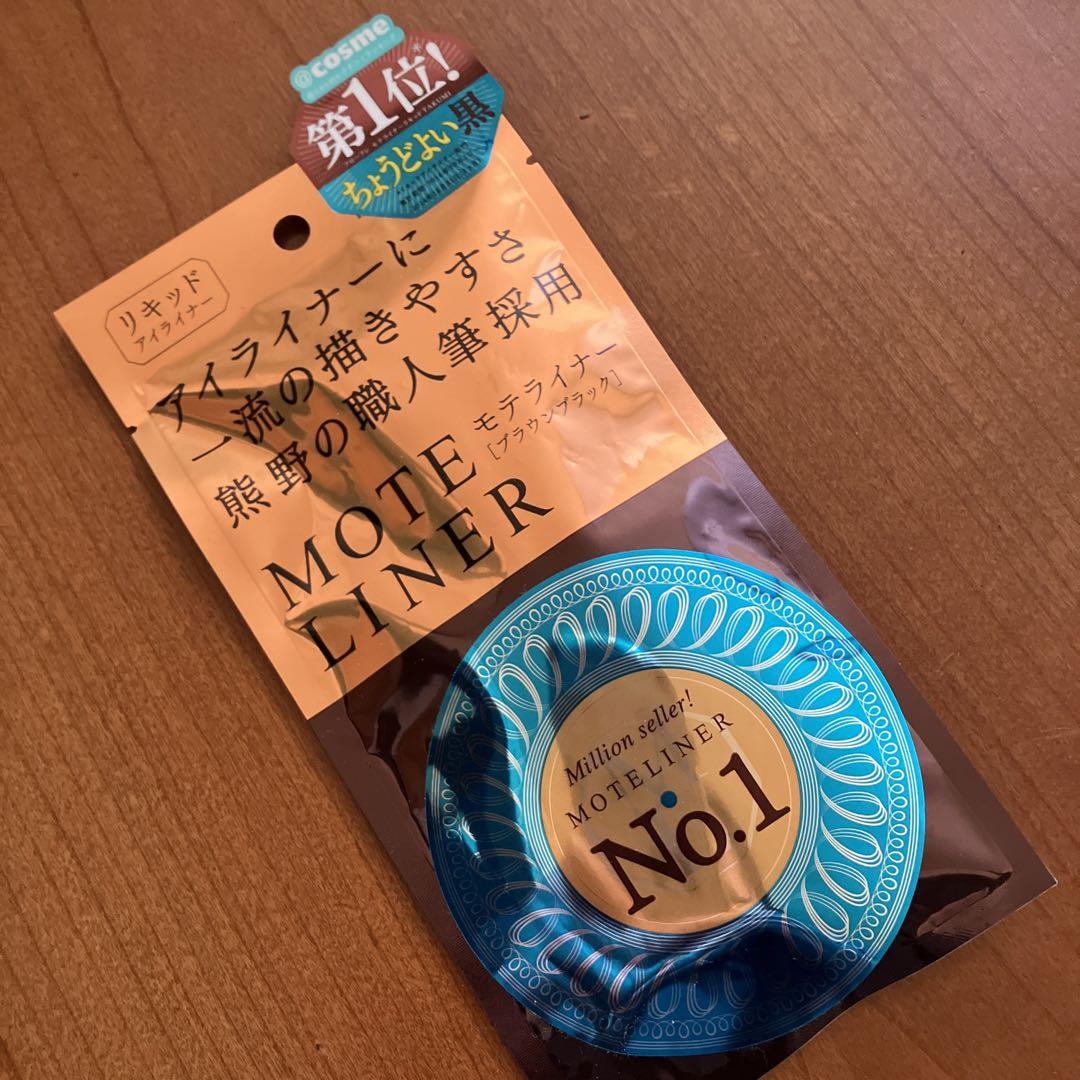 @cosme
第1位!*
ちょうどよい黒
リキッド
アイライナー
アイライナーに
一流の描きやすさ
熊野の職人筆採用
MOTE
LINER
モテライナー
[ブラウンブラック]
Million seller!
MOTELINER
No.1